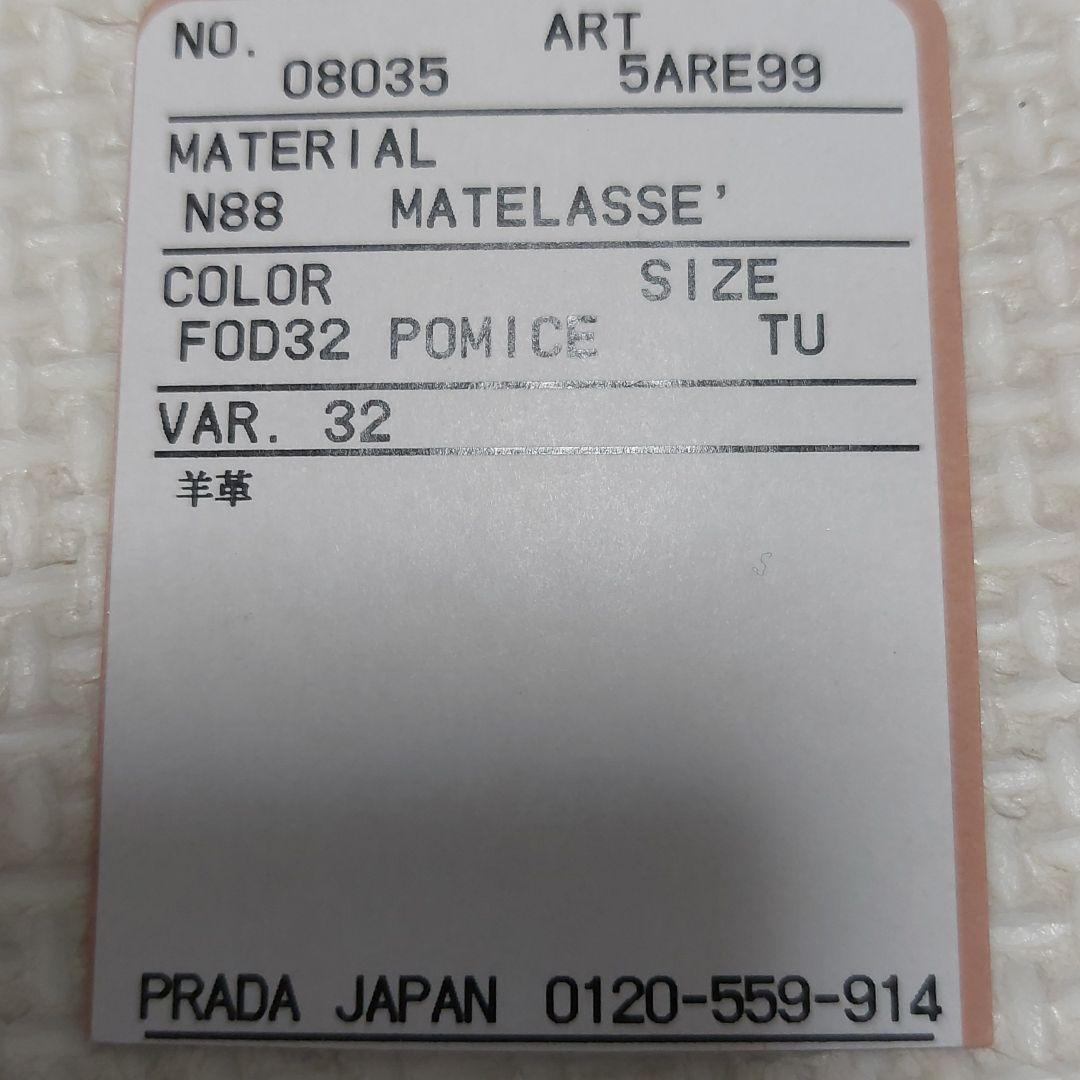 NO. ART
08035 5ARE99
MATERIAL
N88 MATELASSE'
COLOR SIZE
F0D32 POMICE TU
VAR. 32
羊革
PRADA JAPAN 0120-559-914